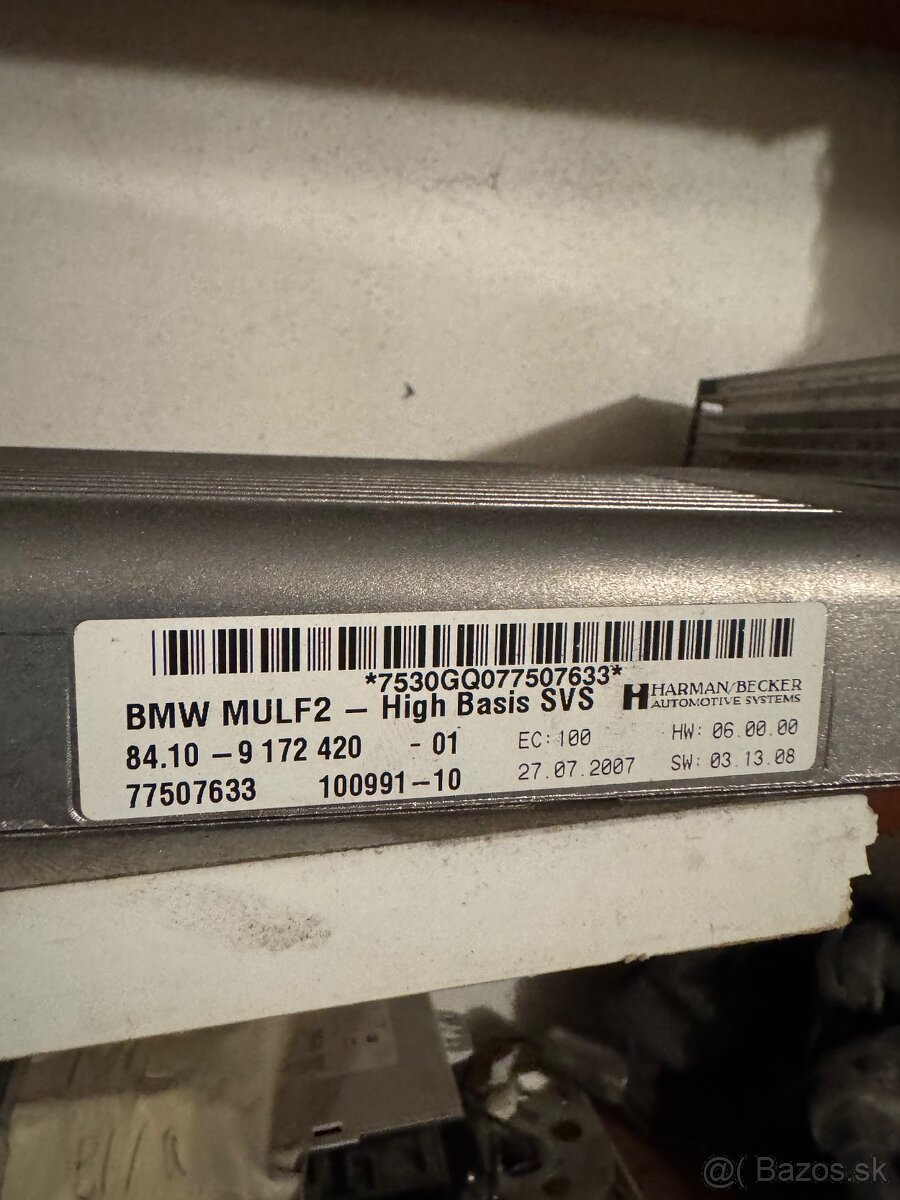 *7530GQ077507633*
BMW MULF2 – High Basis SVS
HARMAN/BECKER
AUTOMOTIVE SYSTEMS
84.10 – 9 172 420 - 01
EC: 100
HW: 06.00.00
77507633 100991–10
27.07.2007
SW: 03.13.08
@( Bazos.sk